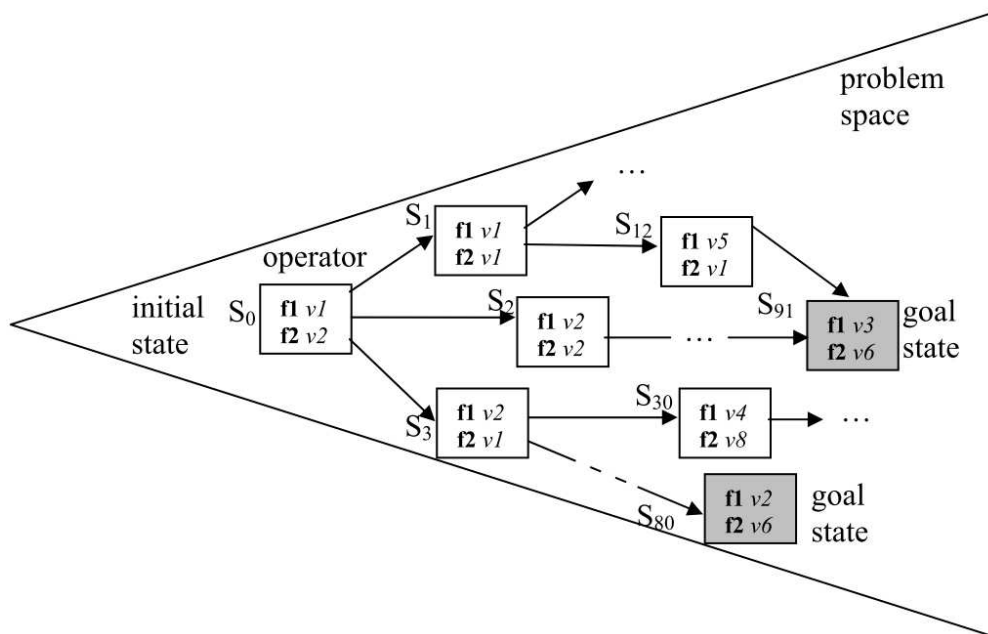 problem
space
…
S1
f1 v1
f2 v1
S12
f1 v5
f2 v1
operator
initial
state
S0
f1 v1
f2 v2
S2
f1 v2
f2 v2
…
S91
f1 v3
f2 v6
goal
state
S3
f1 v2
f2 v1
S30
f1 v4
f2 v8
…
S80
f1 v2
f2 v6
goal
state